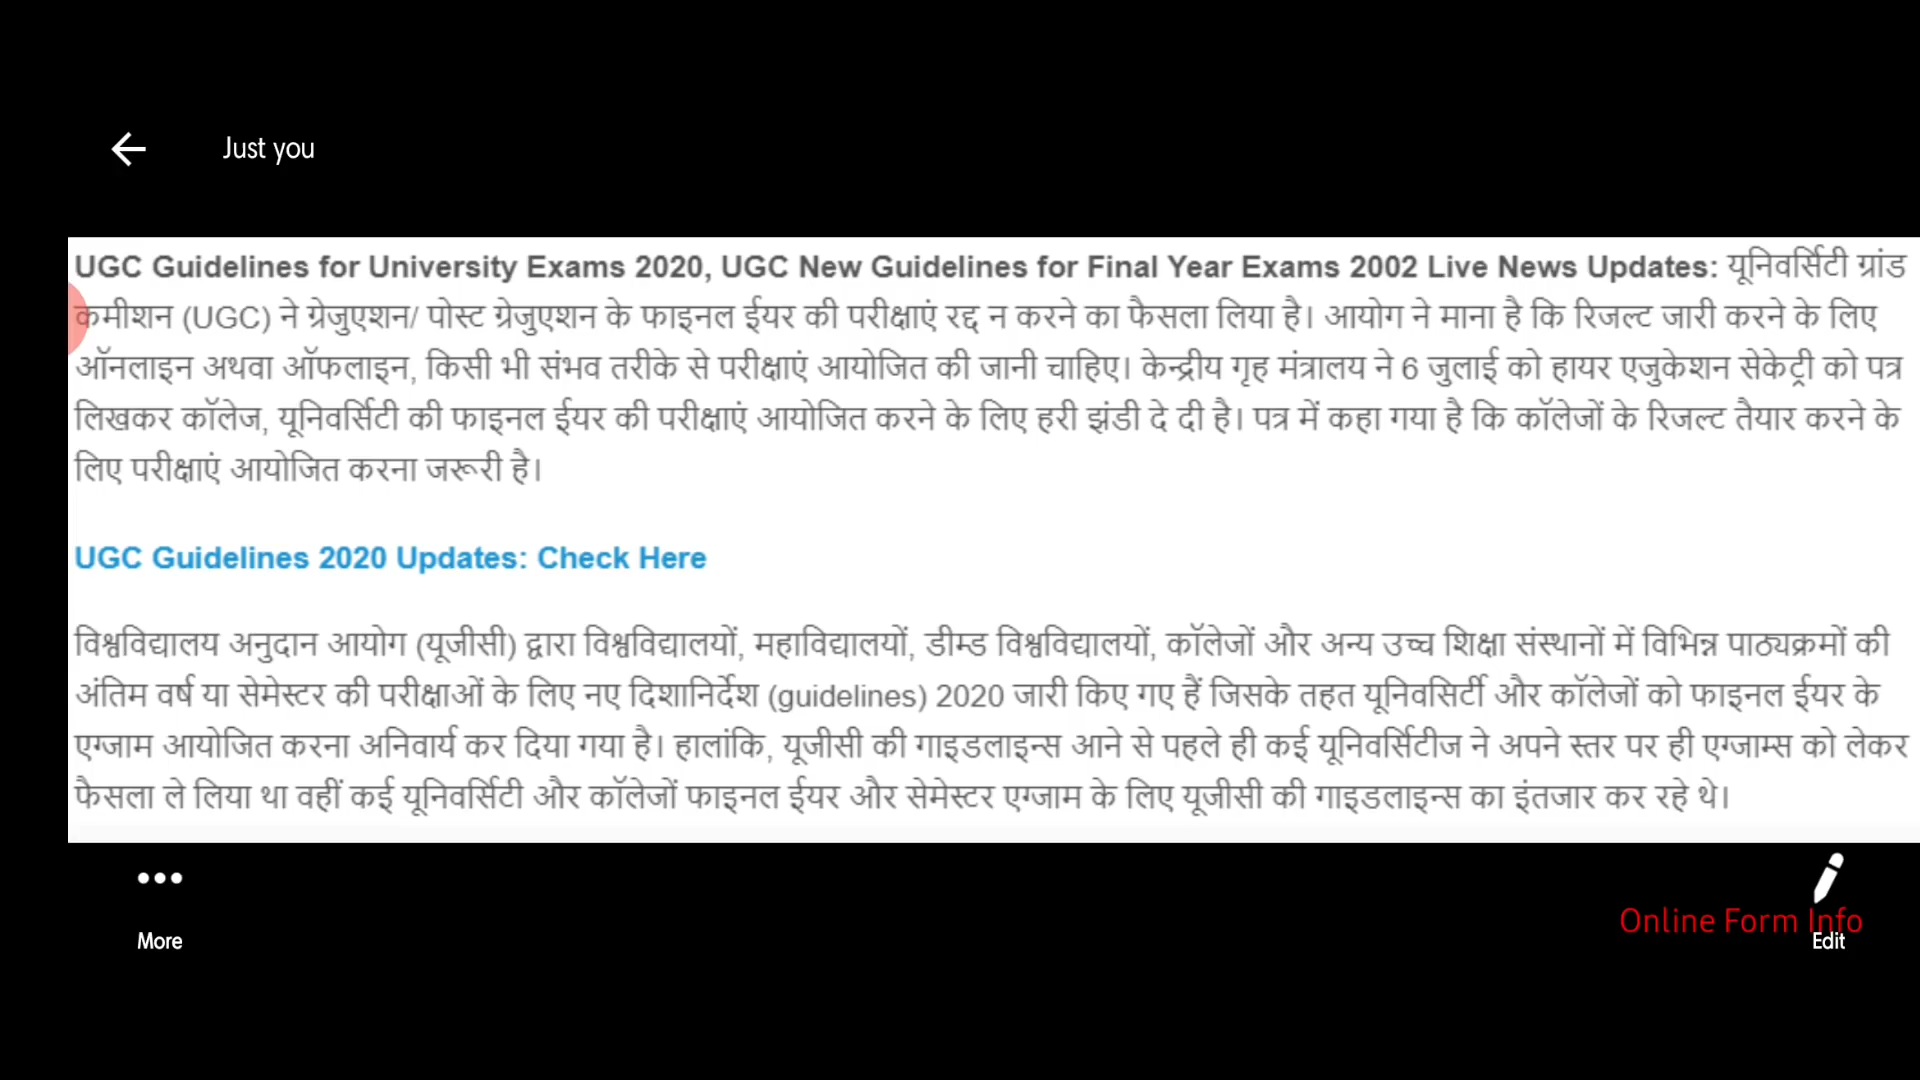 Just you
UGC Guidelines for University Exams 2020, UGC New Guidelines for Final Year Exams 2002 Live News Updates: यूनिवर्सिटी ग्रांड
कमीशन (UGC) ने ग्रेजुएशन/ पोस्ट ग्रेजुएशन के फाइनल ईयर की परीक्षाएं रद्द न करने का फैसला लिया है। आयोग ने माना है कि रिजल्ट जारी करने के लिए
ऑनलाइन अथवा ऑफलाइन, किसी भी संभव तरीके से परीक्षाएं आयोजित की जानी चाहिए। केन्द्रीय गृह मंत्रालय ने 6 जुलाई को हायर एजुकेशन सेकेट्री को पत्र
लिखकर कॉलेज, यूनिवर्सिटी की फाइनल ईयर की परीक्षाएं आयोजित करने के लिए हरी झंडी दे दी है। पत्र में कहा गया है कि कॉलेजों के रिजल्ट तैयार करने के
लिए परीक्षाएं आयोजित करना जरूरी है।
UGC Guidelines 2020 Updates: Check Here
विश्वविद्यालय अनुदान आयोग (यूजीसी) द्वारा विश्वविद्यालयों, महाविद्यालयों, डीम्ड विश्वविद्यालयों, कॉलेजों और अन्य उच्च शिक्षा संस्थानों में विभिन्न पाठ्यक्रमों की
अंतिम वर्ष या सेमेस्टर की परीक्षाओं के लिए नए दिशानिर्देश (guidelines) 2020 जारी किए गए हैं जिसके तहत यूनिवसिर्टी और कॉलेजों को फाइनल ईयर के
एग्जाम आयोजित करना अनिवार्य कर दिया गया है। हालांकि, यूजीसी की गाइडलाइन्स आने से पहले ही कई यूनिवर्सिटीज ने अपने स्तर पर ही एग्जाम्स को लेकर
फैसला ले लिया था वहीं कई यूनिवर्सिटी और कॉलेजों फाइनल ईयर और सेमेस्टर एग्जाम के लिए यूजीसी की गाइडलाइन्स का इंतजार कर रहे थे।
Online Form Info
More
Edit